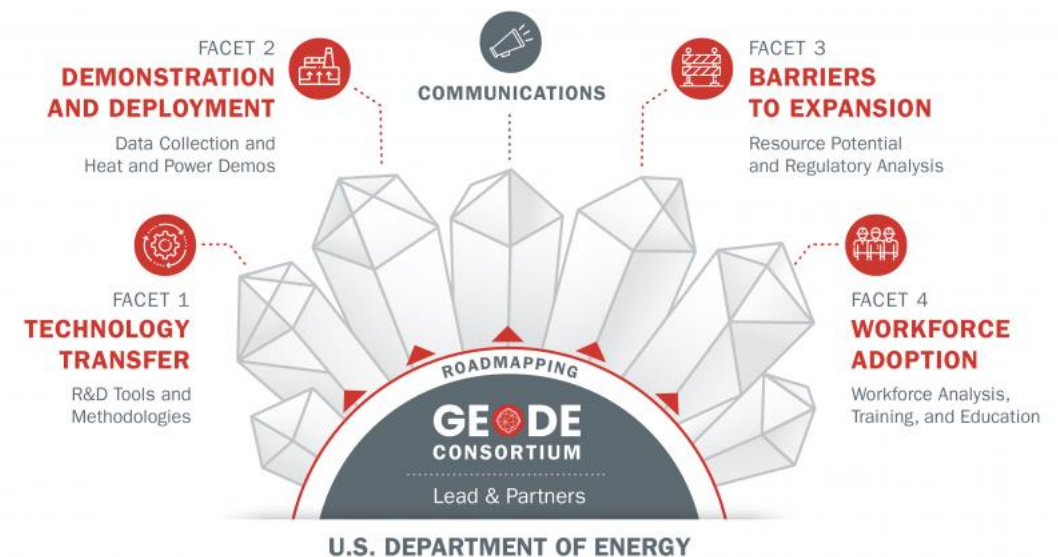 FACET 2
DEMONSTRATION
AND DEPLOYMENT
Data Collection and
Heat and Power Demos
COMMUNICATIONS
FACET 3
BARRIERS
TO EXPANSION
Resource Potential
and Regulatory Analysis
FACET 1
TECHNOLOGY
TRANSFER
R&D Tools and
Methodologies
FACET 4
WORKFORCE
ADOPTION
Workforce Analysis,
Training, and Education
ROADMAPPING
GEODE
CONSORTIUM
Lead & Partners
U.S. DEPARTMENT OF ENERGY